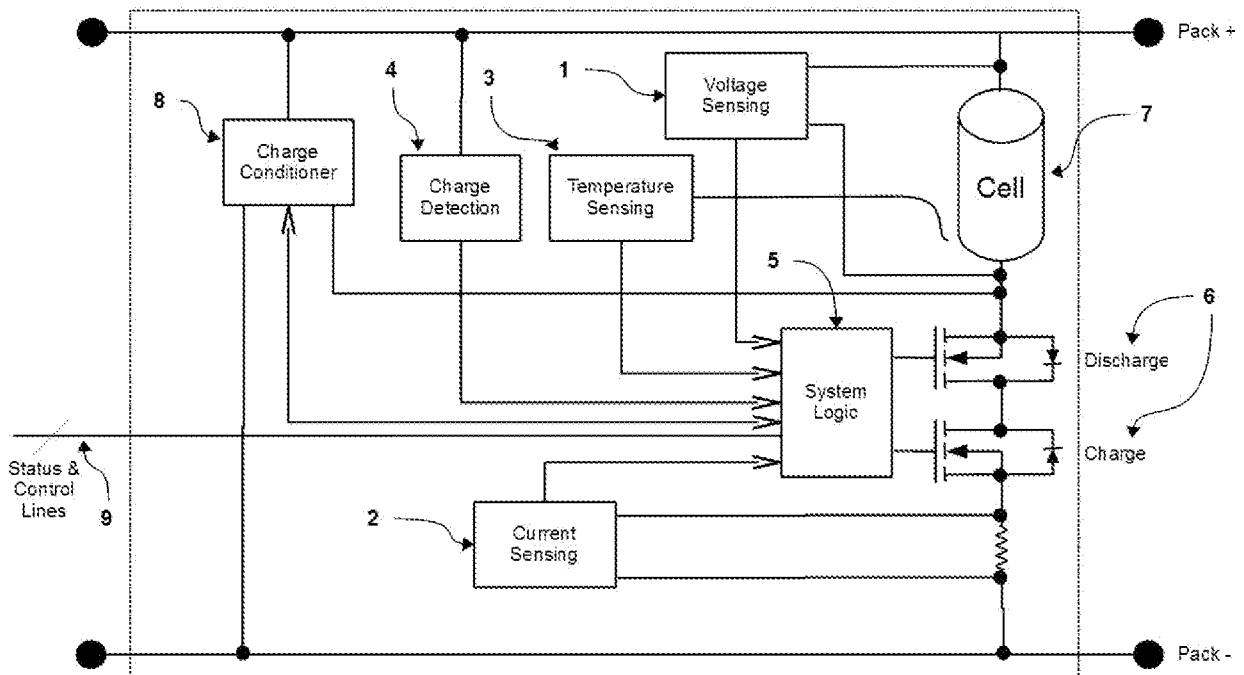 Pack +
1
Voltage
Sensing
4
3
8
7
Charge
Conditioner
Charge
Detection
Temperature
Sensing
Cell
5
6
System
Logic
Discharge
Charge
Status &
Control
Lines
9
2
Current
Sensing
Pack -